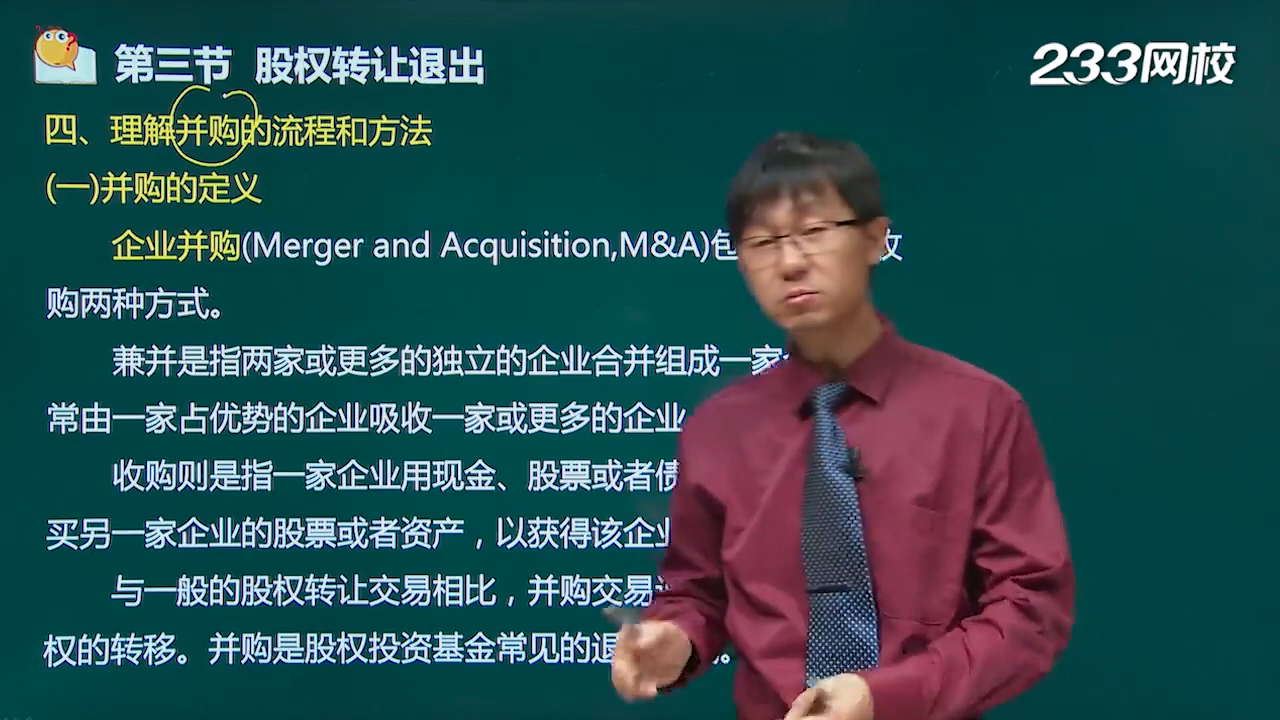 第三节 股权转让退出
233网校
四、理解并购的流程和方法
(一)并购的定义
企业并购(Merger and Acquisition,M&A)包
购两种方式。
兼并是指两家或更多的独立的企业合并组成一家
常由一家占优势的企业吸收一家或更多的企业
收购则是指一家企业用现金、股票或者债
买另一家企业的股票或者资产，以获得该企业
与一般的股权转让交易相比，并购交易
权的转移。并购是股权投资基金常见的退